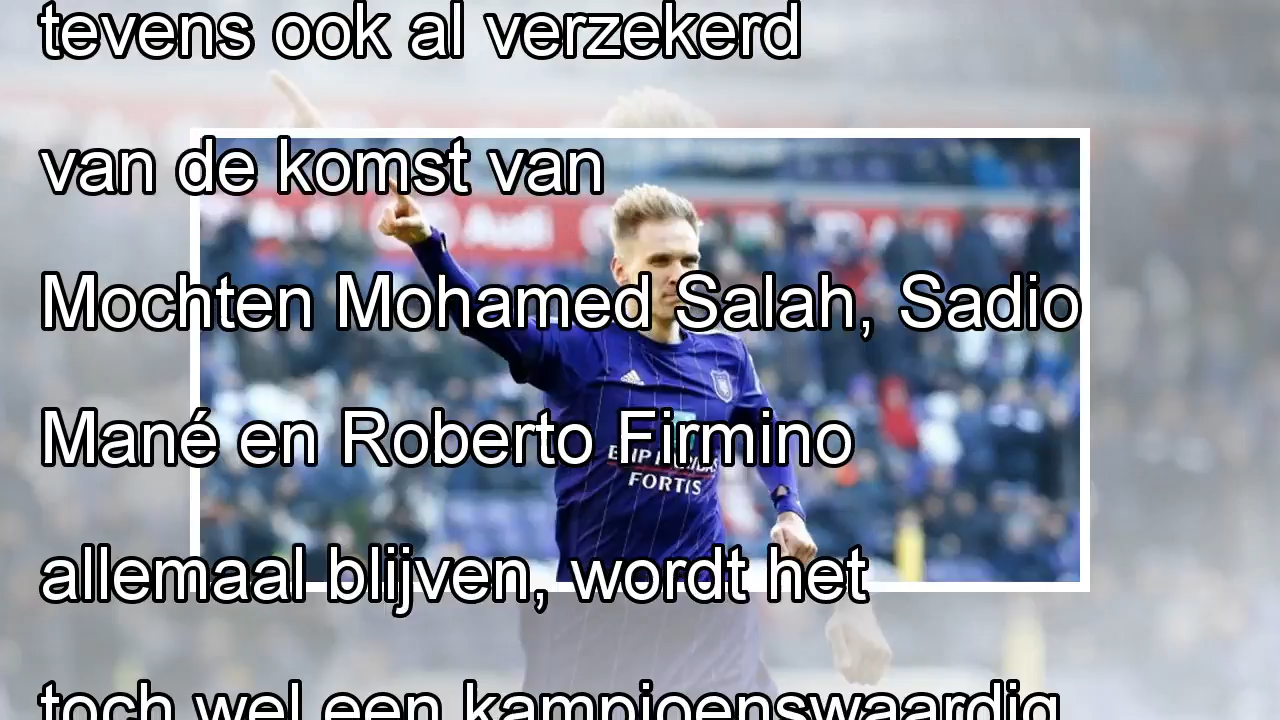 tevens ook al verzekerd
van de komst van
Mochten Mohamed Salah, Sadio
Mané en Roberto Firmino
allemaal blijven, wordt het
toch wel een kampioenswaardig
Audi
FORTIS